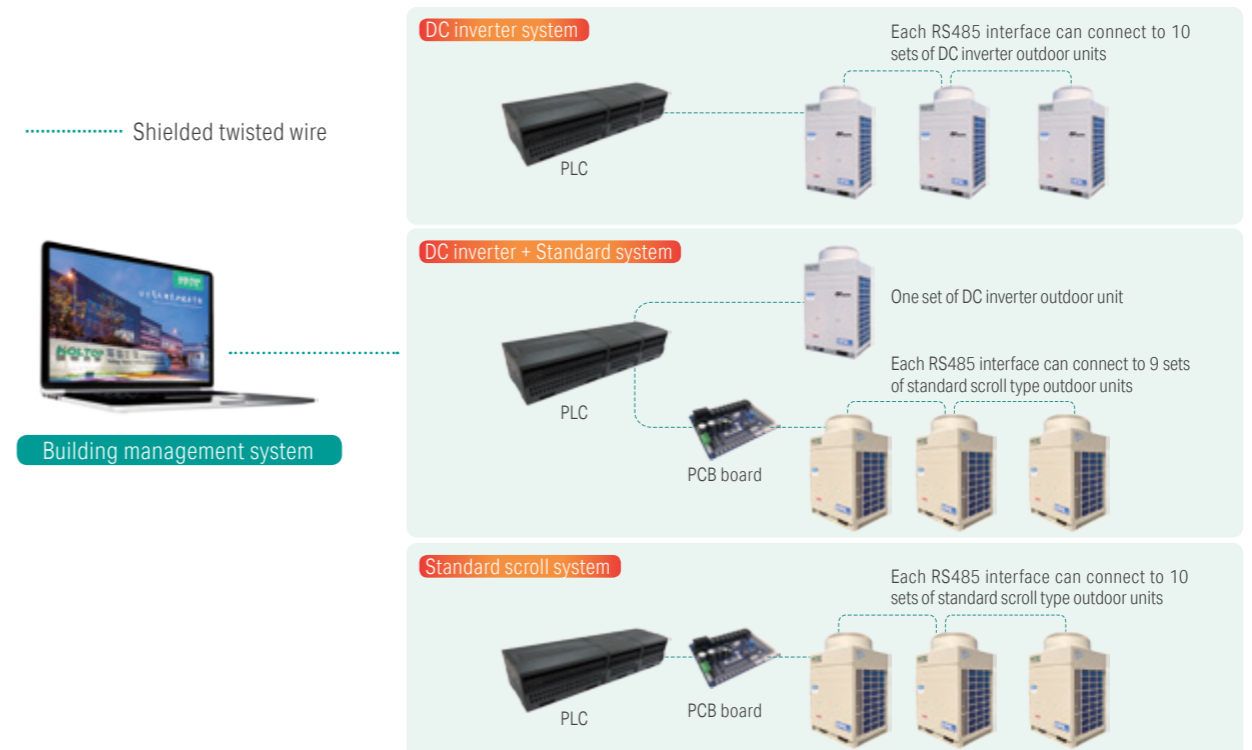 Shielded twisted wire
HOLTOP
Building management system
DC inverter system
Each RS485 interface can connect to 10
sets of DC inverter outdoor units
PLC
DC inverter + Standard system
One set of DC inverter outdoor unit
Each RS485 interface can connect to 9 sets
of standard scroll type outdoor units
PLC
PCB board
Standard scroll system
Each RS485 interface can connect to 10
sets of standard scroll type outdoor units
PLC
PCB board